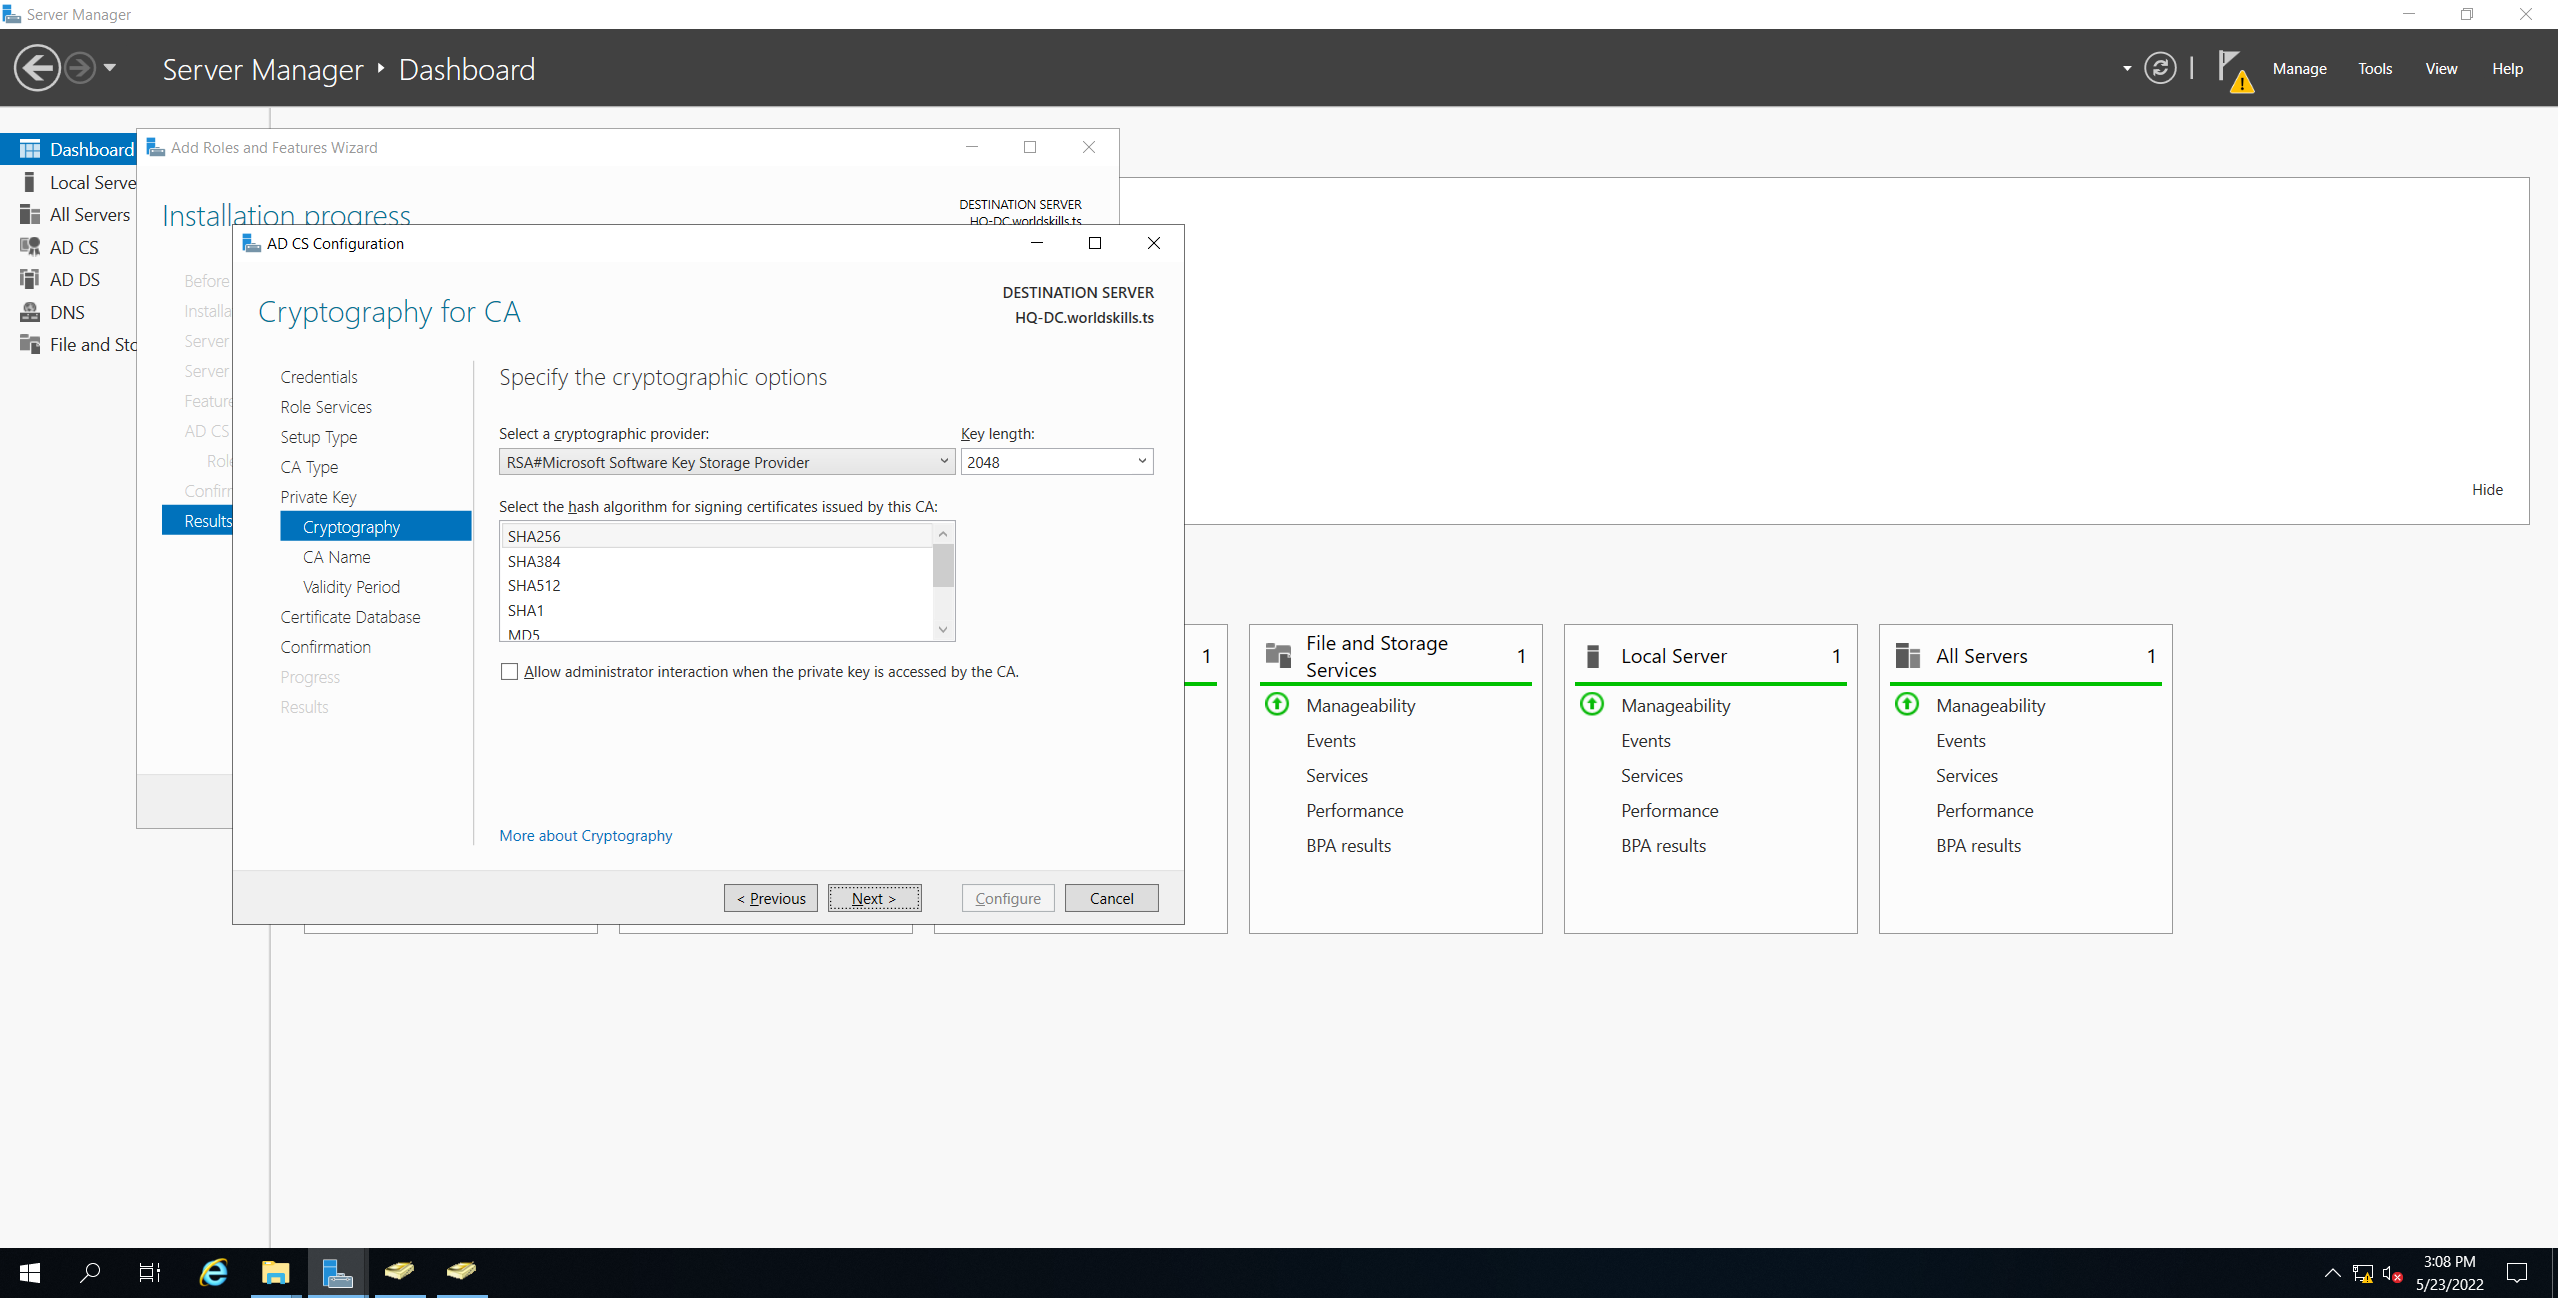 Server Manager
Server Manager ‣ Dashboard
Manage
Tools
View
Help
Dashboard
Local Serve
All Servers
AD CS
AD DS
DNS
File and Sto
Add Roles and Features Wizard
Installation progress
DESTINATION SERVER
HQ-DC.worldskills.ts
Before
Installa
Server
Server
Feature
AD CS
Role
Confirm
Results
AD CS Configuration
Cryptography for CA
DESTINATION SERVER
HQ-DC.worldskills.ts
Credentials
Role Services
Setup Type
CA Type
Private Key
Cryptography
CA Name
Validity Period
Certificate Database
Confirmation
Progress
Results
Specify the cryptographic options
Select a cryptographic provider:
Key length:
RSA#Microsoft Software Key Storage Provider
2048
Select the hash algorithm for signing certificates issued by this CA:
SHA256
SHA384
SHA512
SHA1
MD5
Allow administrator interaction when the private key is accessed by the CA.
More about Cryptography
< Previous
Next >
Configure
Cancel
Hide
1
File and Storage
Services
1
Manageability
Events
Services
Performance
BPA results
Local Server
1
Manageability
Events
Services
Performance
BPA results
All Servers
1
Manageability
Events
Services
Performance
BPA results
3:08 PM
5/23/2022